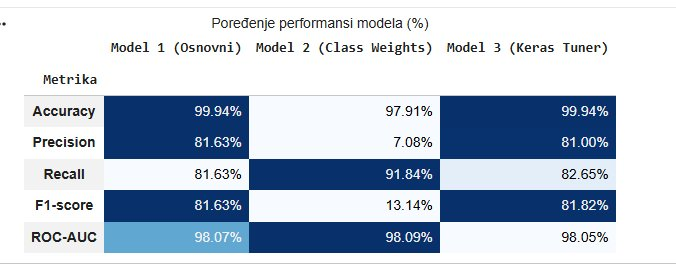 Poređenje performansi modela (%)
Model 1 (Osnovni) Model 2 (Class Weights) Model 3 (Keras Tuner)
Metrika
Accuracy 99.94% 97.91% 99.94%
Precision 81.63% 7.08% 81.00%
Recall 81.63% 91.84% 82.65%
F1-score 81.63% 13.14% 81.82%
ROC-AUC 98.07% 98.09% 98.05%